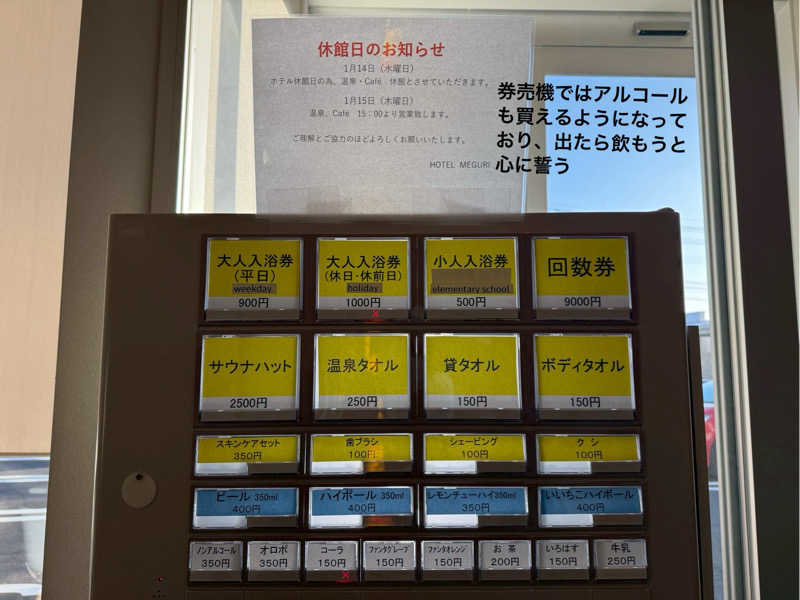 休館日のお知らせ
1月14日（水曜日）
ホテル休館日の為、温泉・Café 休館とさせていただきます。
1月15日（木曜日）
温泉、Café 15：00より営業致します。
ご理解とご協力のほどよろしくお願いいたします。
HOTEL MEGURI
券売機ではアルコール
も買えるようになって
おり、出たら飲もうと
心に誓う
大人入浴券
(平日)
weekday
900円
大人入浴券
(休日・休前日)
holiday
1000円
小人入浴券
elementary school
500円
回数券
9000円
サウナハット
2500円
温泉タオル
250円
貸タオル
150円
ボディタオル
150円
スキンケアセット
350円
歯ブラシ
100円
シェービング
100円
クシ
100円
ビール 350ml
400円
ハイボール 350ml
400円
レモンチューハイ350ml
350円
いいちこハイボール
400円
ノンアルコール
350円
オロポ
350円
コーラ
150円
ファンタグレープ
150円
ファンタオレンジ
150円
お茶
200円
いろはす
150円
牛乳
250円